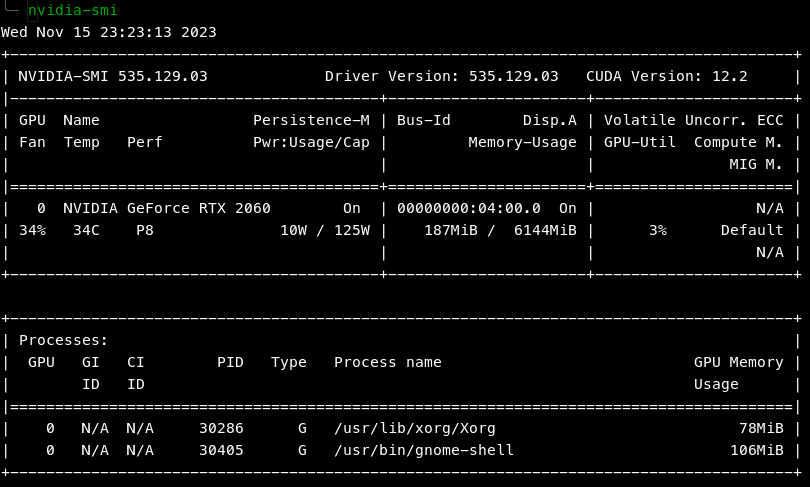 ╰─ nvidia-smi
Wed Nov 15 23:23:13 2023
+---------------------------------------------------------------------------------------+
| NVIDIA-SMI 535.129.03             Driver Version: 535.129.03   CUDA Version: 12.2     |
|-----------------------------------------+----------------------+----------------------+
| GPU  Name                 Persistence-M | Bus-Id        Disp.A | Volatile Uncorr. ECC |
| Fan  Temp   Perf          Pwr:Usage/Cap |         Memory-Usage | GPU-Util  Compute M. |
|                                         |                      |               MIG M. |
|=========================================+======================+======================|
|   0  NVIDIA GeForce RTX 2060        On  | 00000000:04:00.0  On |                  N/A |
| 34%   34C    P8              10W / 125W |    187MiB /  6144MiB |      3%      Default |
|                                         |                      |                  N/A |
+-----------------------------------------+----------------------+----------------------+

+---------------------------------------------------------------------------------------+
| Processes:                                                                            |
|  GPU   GI   CI        PID   Type   Process name                            GPU Memory |
|        ID   ID                                                             Usage      |
|=======================================================================================|
|    0   N/A  N/A     30286      G   /usr/lib/xorg/Xorg                           78MiB |
|    0   N/A  N/A     30405      G   /usr/bin/gnome-shell                        106MiB |
+---------------------------------------------------------------------------------------+